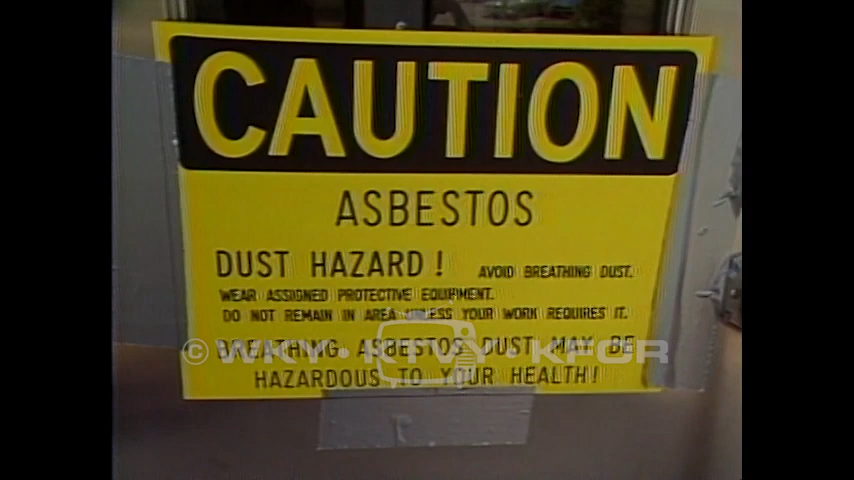 CAUTION
ASBESTOS
DUST HAZARD! AVOID BREATHING DUST.
WEAR ASSIGNED PROTECTIVE EQUIPMENT.
DO NOT REMAIN IN AREA UNLESS YOUR WORK REQUIRES IT.
BREATHING ASBESTOS DUST MAY BE
HAZARDOUS TO YOUR HEALTH!
© WKY • KTVY • KFOR